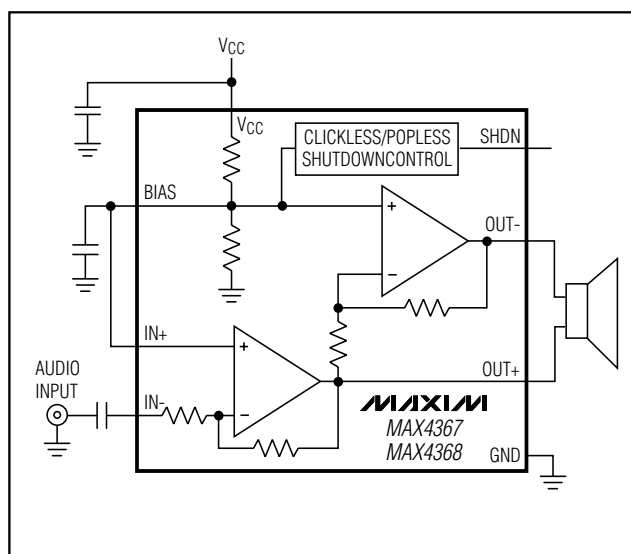 VCC
VCC
CLICKLESS/POPLESS
SHUTDOWNCONTROL
SHDN
BIAS
+
−
OUT-
IN+
+
AUDIO
INPUT
IN-
−
OUT+
MAXIM
MAX4367
MAX4368
GND